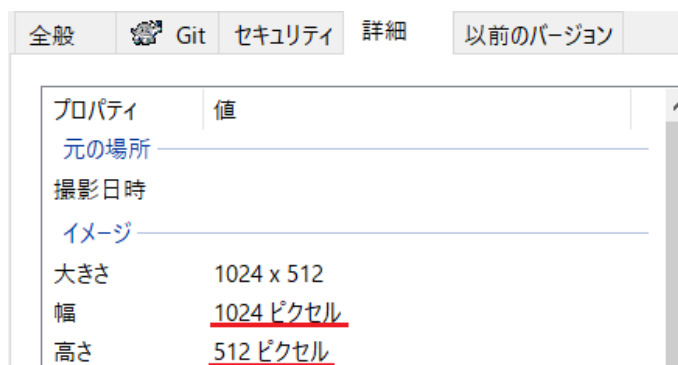 全般 Git セキュリティ 詳細 以前のバージョン
プロパティ 値
元の場所
撮影日時
イメージ
大きさ 1024 x 512
幅 1024 ピクセル
高さ 512 ピクセル